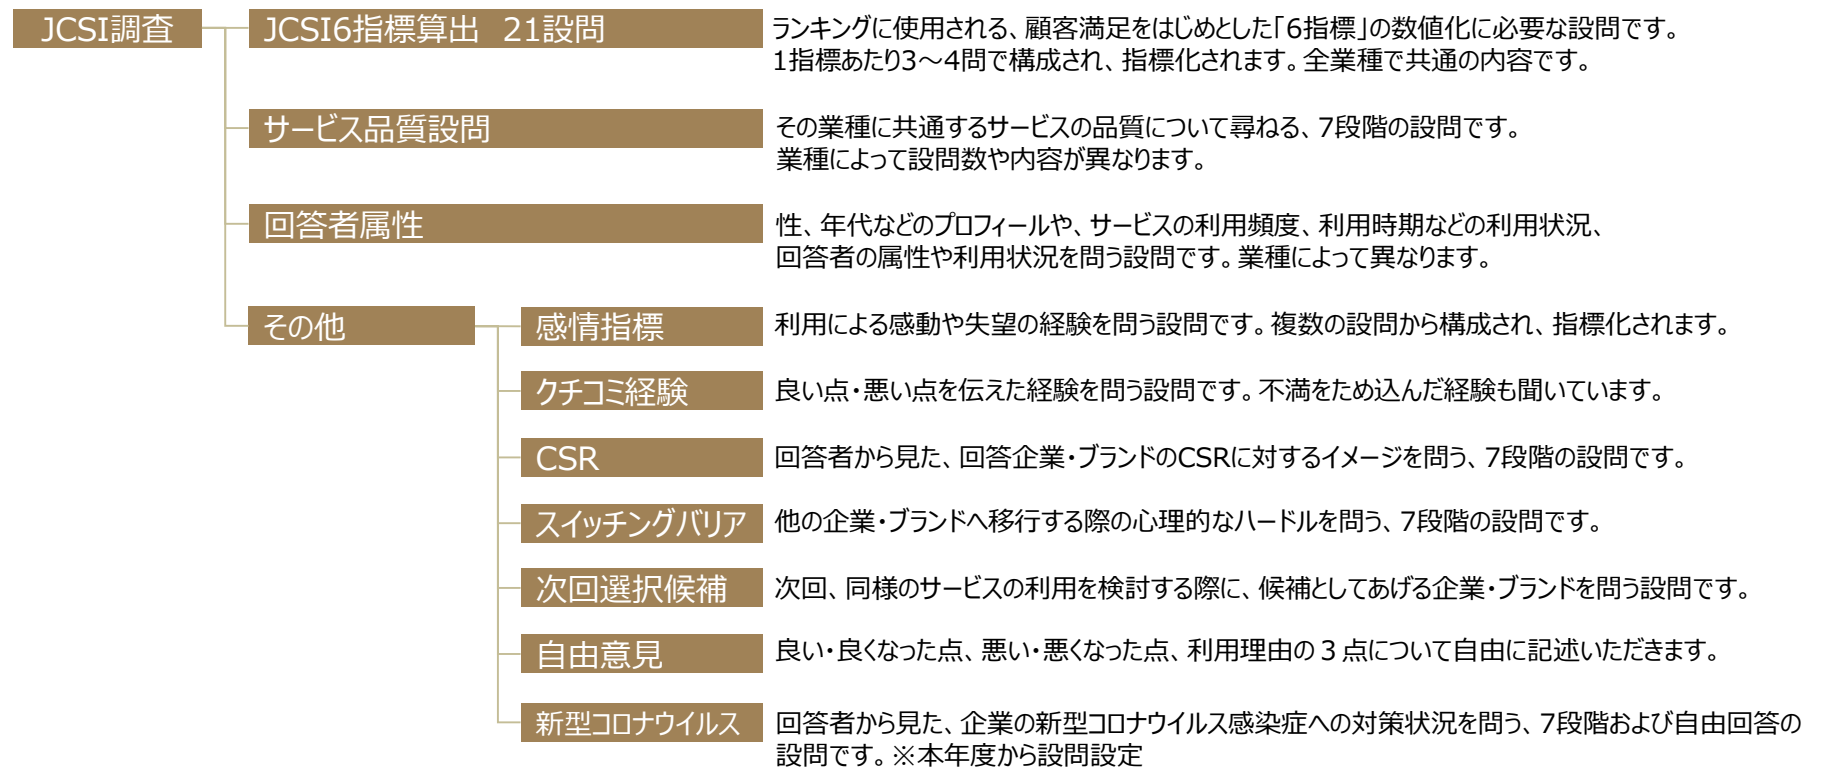 JCSI調査
JCSI6指標算出 21設問
ランキングに使用される、顧客満足をはじめとした「6指標」の数値化に必要な設問です。
1指標あたり3～4問で構成され、指標化されます。全業種で共通の内容です。
サービス品質設問
その業種に共通するサービスの品質について尋ねる、7段階の設問です。
業種によって設問数や内容が異なります。
回答者属性
性、年代などのプロフィールや、サービスの利用頻度、利用時期などの利用状況、
回答者の属性や利用状況を問う設問です。業種によって異なります。
その他
感情指標
利用による感動や失望の経験を問う設問です。複数の設問から構成され、指標化されます。
クチコミ経験
良い点・悪い点を伝えた経験を問う設問です。不満をため込んだ経験も聞いています。
CSR
回答者から見た、回答企業・ブランドのCSRに対するイメージを問う、7段階の設問です。
スイッチングバリア
他の企業・ブランドへ移行する際の心理的なハードルを問う、7段階の設問です。
次回選択候補
次回、同様のサービスの利用を検討する際に、候補としてあげる企業・ブランドを問う設問です。
自由意見
良い・良くなった点、悪い・悪くなった点、利用理由の３点について自由に記述いただきます。
新型コロナウイルス
回答者から見た、企業の新型コロナウイルス感染症への対策状況を問う、7段階および自由回答の
設問です。※本年度から設問設定